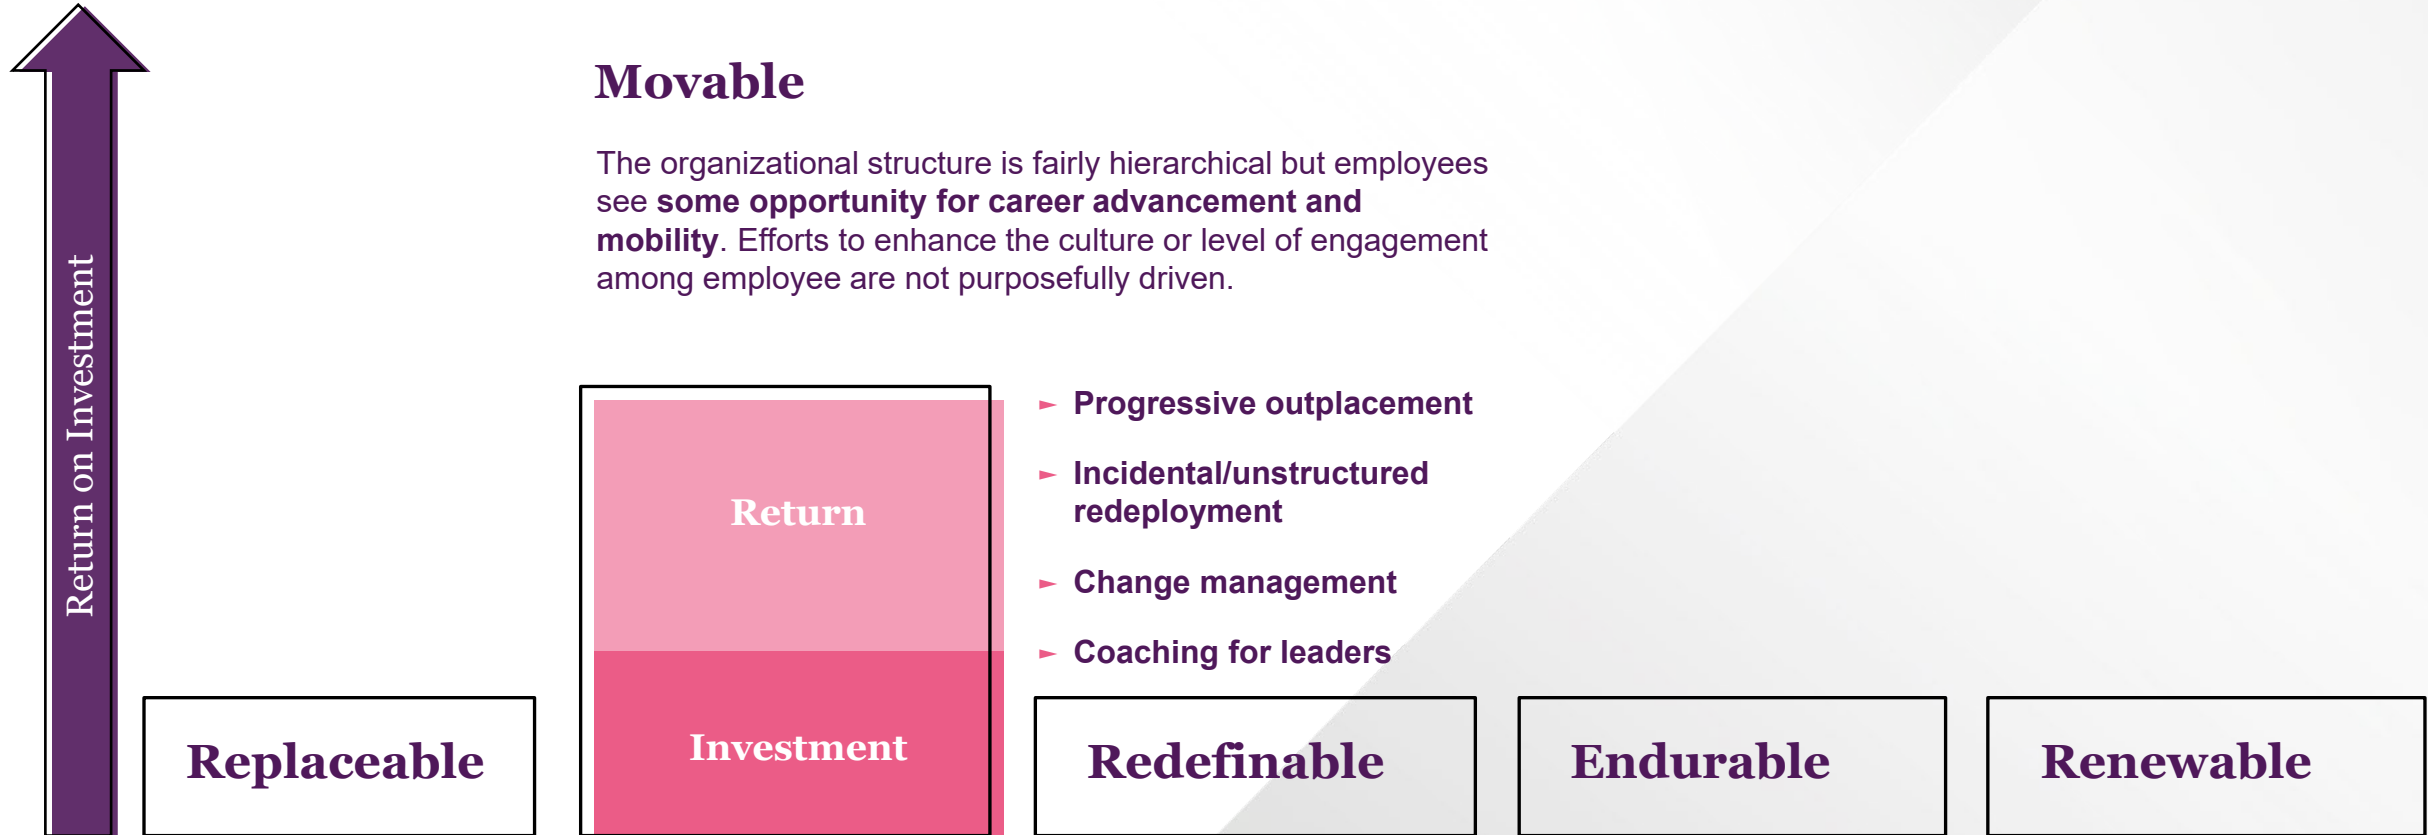 Return on Investment
Movable
The organizational structure is fairly hierarchical but employees
see some opportunity for career advancement and
mobility. Efforts to enhance the culture or level of engagement
among employee are not purposefully driven.
Return
Investment
► Progressive outplacement
► Incidental/unstructured
redeployment
► Change management
► Coaching for leaders
Replaceable
Redefinable
Endurable
Renewable